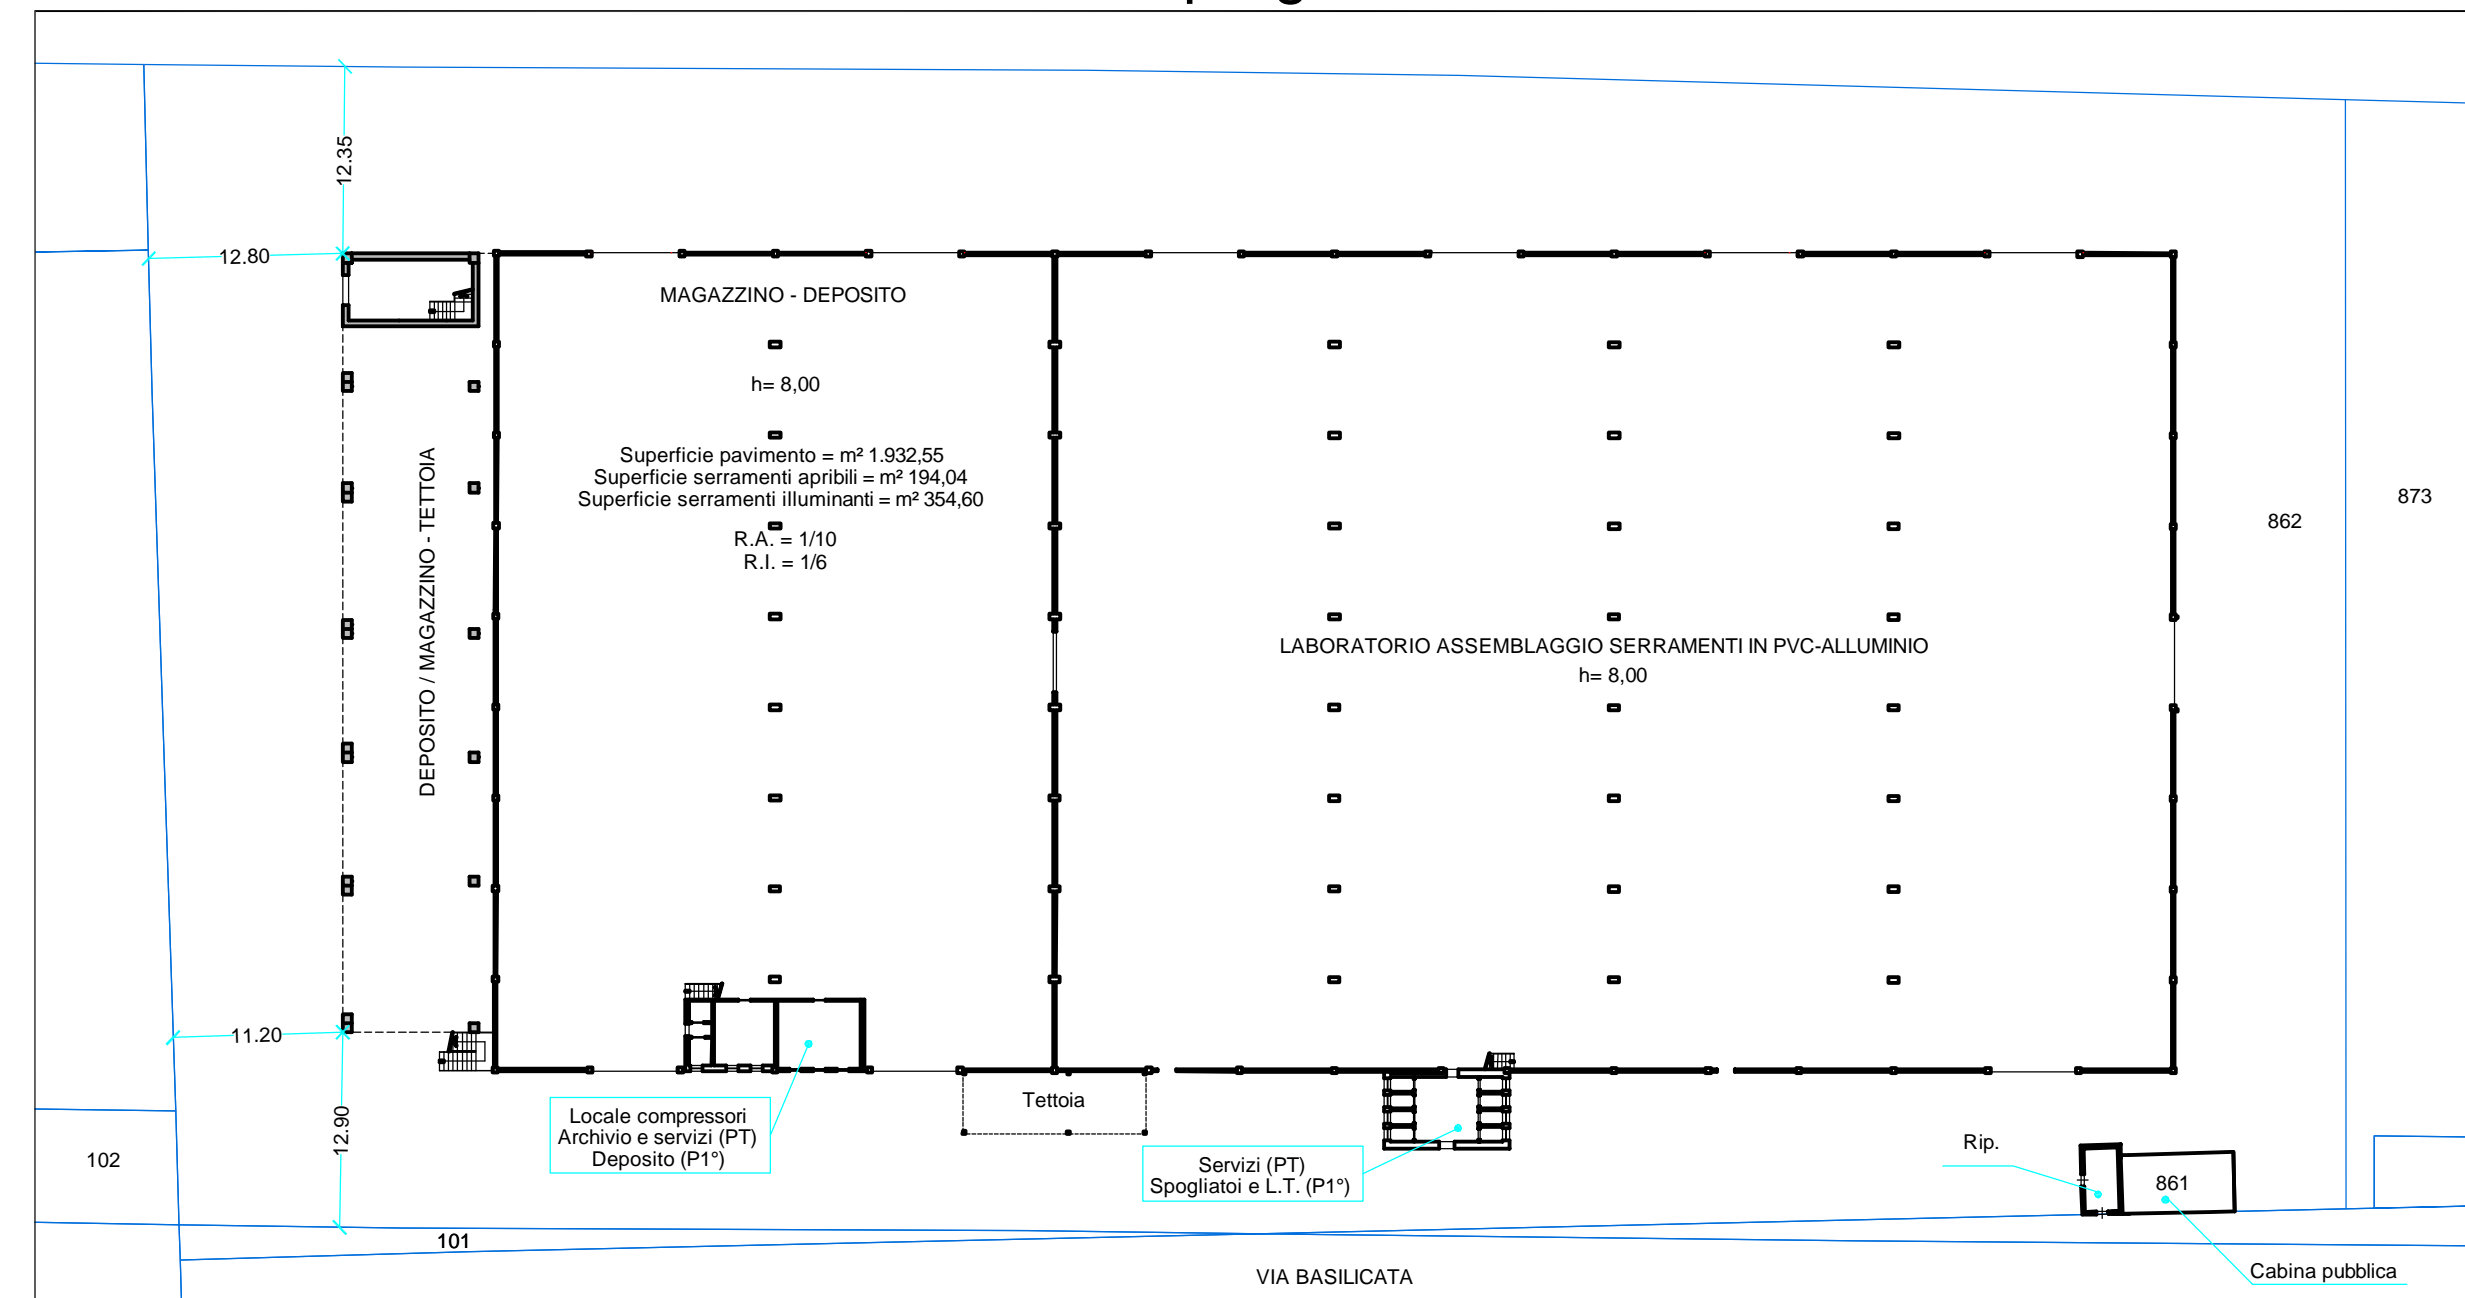 12.35
12.80
MAGAZZINO - DEPOSITO
h= 8,00
Superficie pavimento = m² 1.932,55
Superficie serramenti apribili = m² 194,04
Superficie serramenti illuminanti = m² 354,60
R.A. = 1/10
R.I. = 1/6
DEPOSITO / MAGAZZINO - TETTOIA
873
862
LABORATORIO ASSEMBLAGGIO SERRAMENTI IN PVC-ALLUMINIO
h= 8,00
11.20
12.90
Locale compressori
Archivio e servizi (PT)
Deposito (P1°)
Tettoia
Servizi (PT)
Spogliatoi e L.T. (P1°)
Rip.
861
102
101
VIA BASILICATA
Cabina pubblica